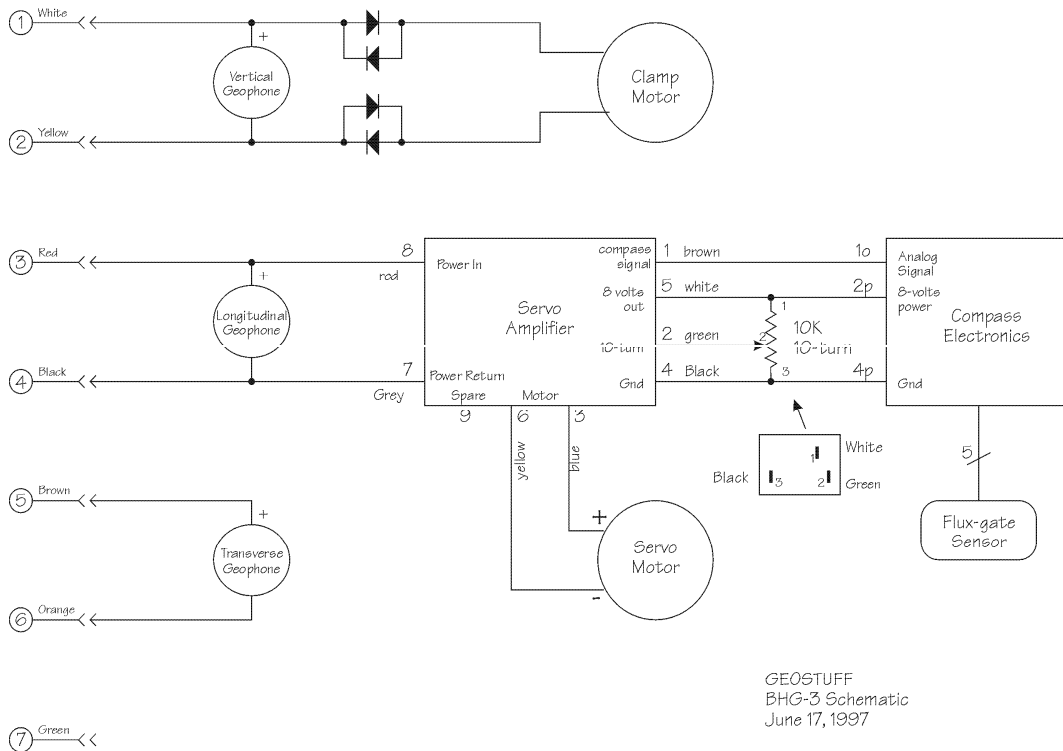 1 White
+
Vertical
Geophone
Clamp
Motor
2 Yellow
3 Red
8
rod
Power In
compass
signal
1 brown
1o
Analog
Signal
+
Longitudinal
Geophone
Servo
Amplifier
8 volts
out
5 white
2p
8-volts
power
Compass
Electronics
1
10K
10-turn
2
10-turn
2 green
3
4 Black
7
Grey
Power Return
Gnd
4 Black
4p
Gnd
Spare
Motor
9
6
3
yellow
blue
1
White
Black
3
2
Green
5
5 Brown
+
Transverse
Geophone
+
Servo
Motor
-
Flux-gate
Sensor
6 Orange
GEOSTUFF
BHG-3 Schematic
June 17, 1997
7 Green